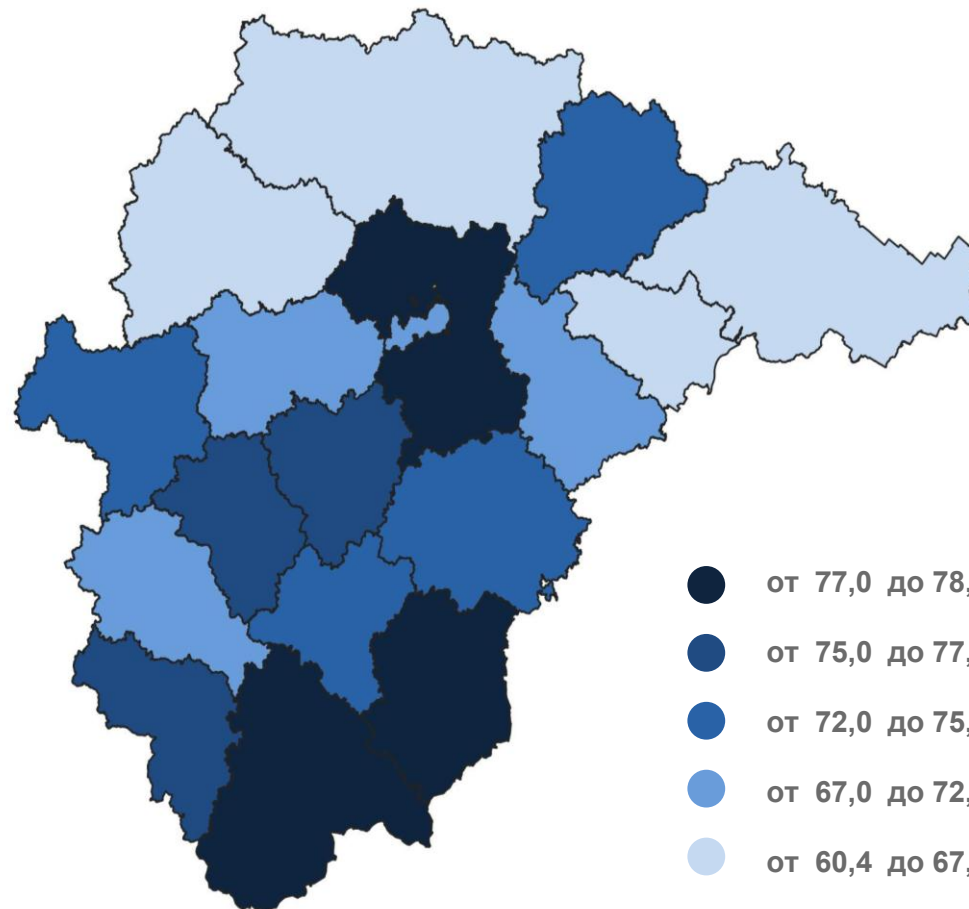 от 77,0 до 78,
от 75,0 до 77,
от 72,0 до 75,
от 67,0 до 72,
от 60,4 до 67,